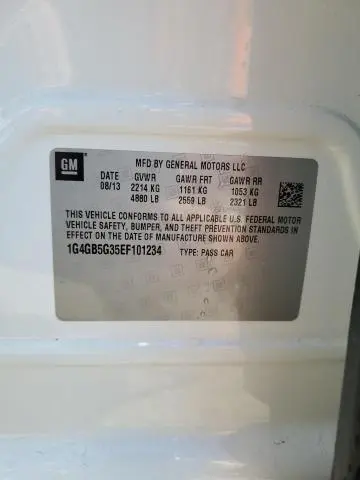 GM
MFD BY GENERAL MOTORS LLC
DATE GVWR GAWR FRT GAWR RR
08/13 2214 KG 1161 KG 1053 KG
4880 LB 2559 LB 2321 LB
THIS VEHICLE CONFORMS TO ALL APPLICABLE U.S. FEDERAL MOTOR
VEHICLE SAFETY, BUMPER, AND THEFT PREVENTION STANDARDS IN
EFFECT ON THE DATE OF MANUFACTURE SHOWN ABOVE.
1G4GB5G35EF101234 TYPE: PASS CAR